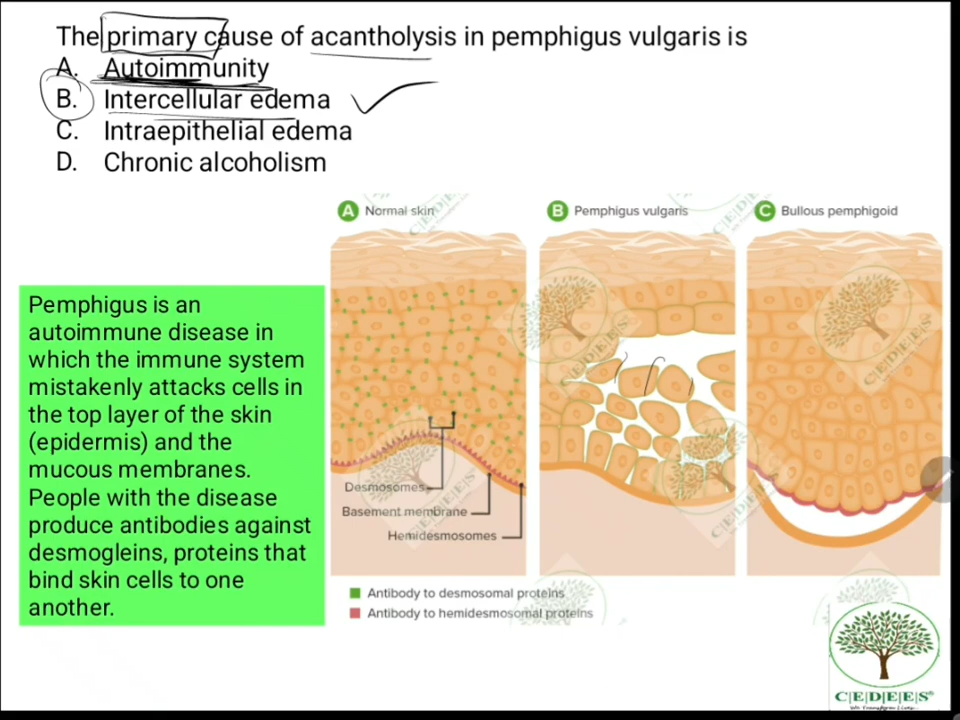 The primary cause of acantholysis in pemphigus vulgaris is
A. Autoimmunity
B. Intercellular edema
C. Intraepithelial edema
D. Chronic alcoholism
A Normal skin
B Pemphigus vulgaris
C Bullous pemphigoid
Pemphigus is an
autoimmune disease in
which the immune system
mistakenly attacks cells in
the top layer of the skin
(epidermis) and the
mucous membranes.
People with the disease
produce antibodies against
desmogleins, proteins that
bind skin cells to one
another.
Desmosomes
Basement membrane
Hemidesmosomes
Antibody to desmosomal proteins
Antibody to hemidesmosomal proteins
C|E|D|E|E|S
We Transform Lives..